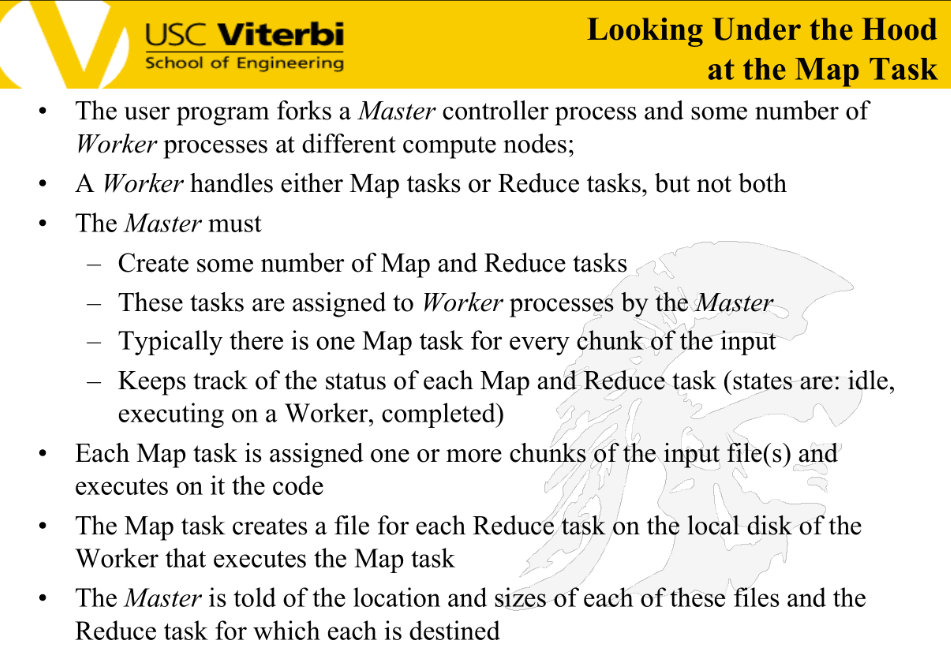 USC Viterbi
School of Engineering
Looking Under the Hood
at the Map Task
• The user program forks a Master controller process and some number of
Worker processes at different compute nodes;
• A Worker handles either Map tasks or Reduce tasks, but not both
• The Master must
– Create some number of Map and Reduce tasks
– These tasks are assigned to Worker processes by the Master
– Typically there is one Map task for every chunk of the input
– Keeps track of the status of each Map and Reduce task (states are: idle,
executing on a Worker, completed)
• Each Map task is assigned one or more chunks of the input file(s) and
executes on it the code
• The Map task creates a file for each Reduce task on the local disk of the
Worker that executes the Map task
• The Master is told of the location and sizes of each of these files and the
Reduce task for which each is destined